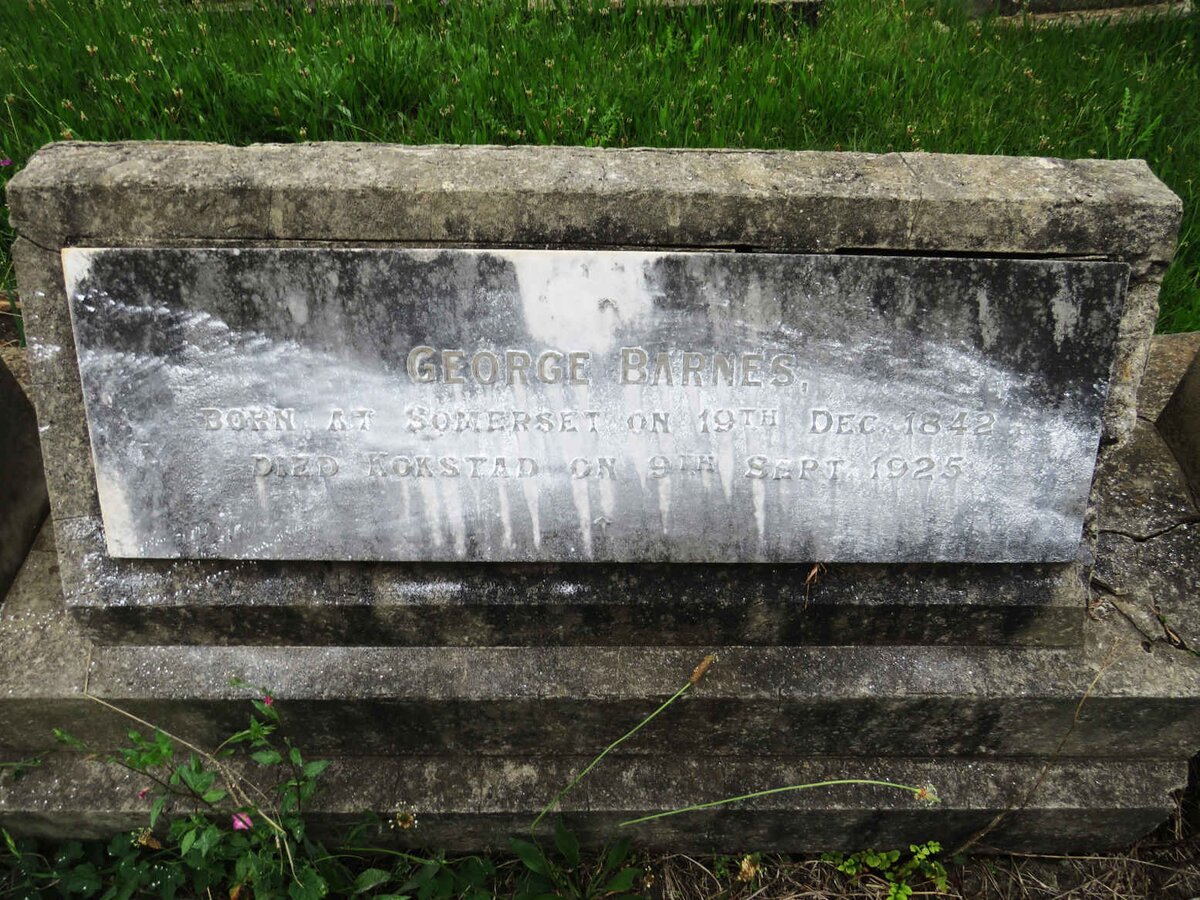 GEORGE BARNES,
BORN AT SOMERSET ON 19TH DEC. 1842
DIED KOKSTAD ON 9TH SEPT. 1925